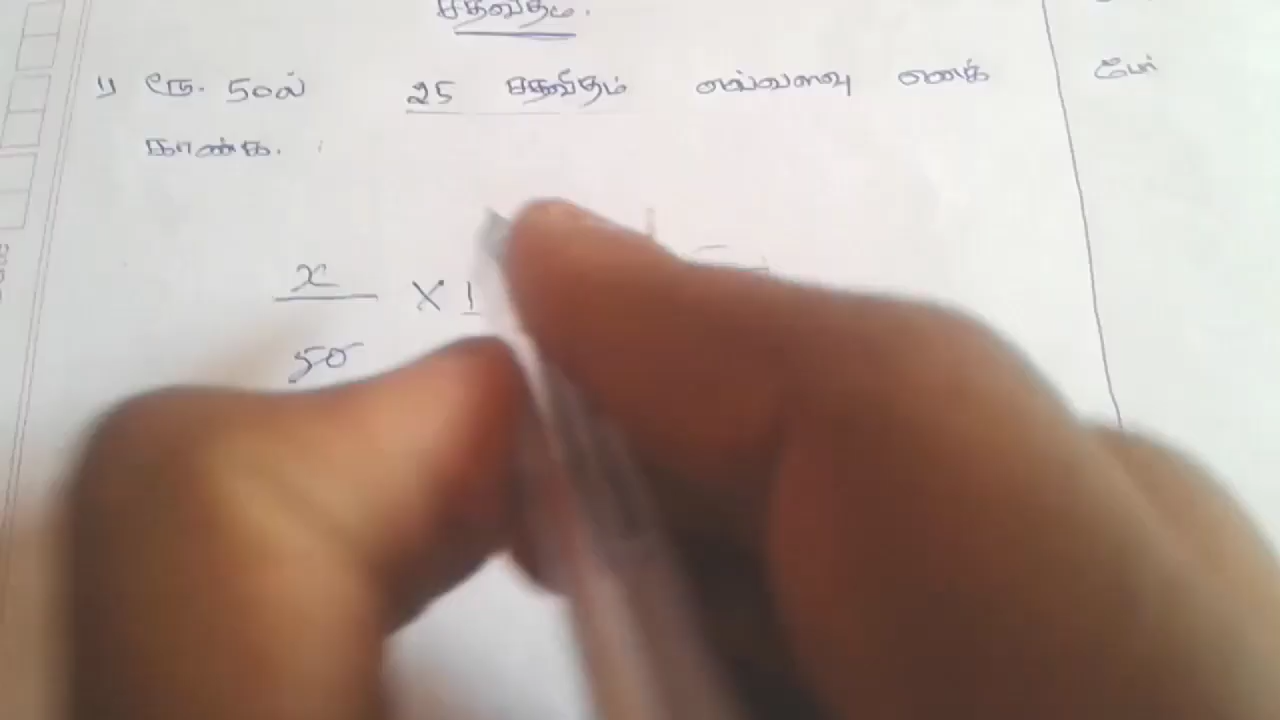 சதவீதம்.
1) ரூ. 50ல் 25 சதவீதம் எவ்வளவு எனக்
காண்க.
x
× 1
50